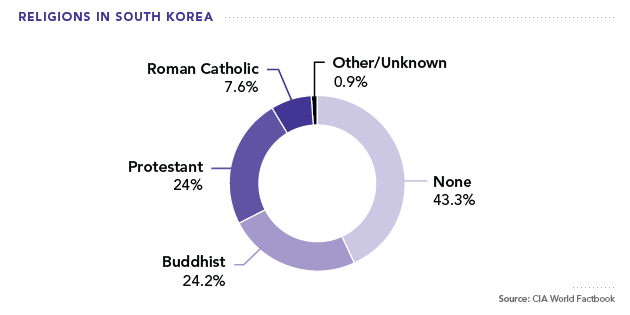 RELIGIONS IN SOUTH KOREA
Other/Unknown
0.9%
Roman Catholic
7.6%
Protestant
24%
None
43.3%
Buddhist
24.2%
Source: CIA World Factbook